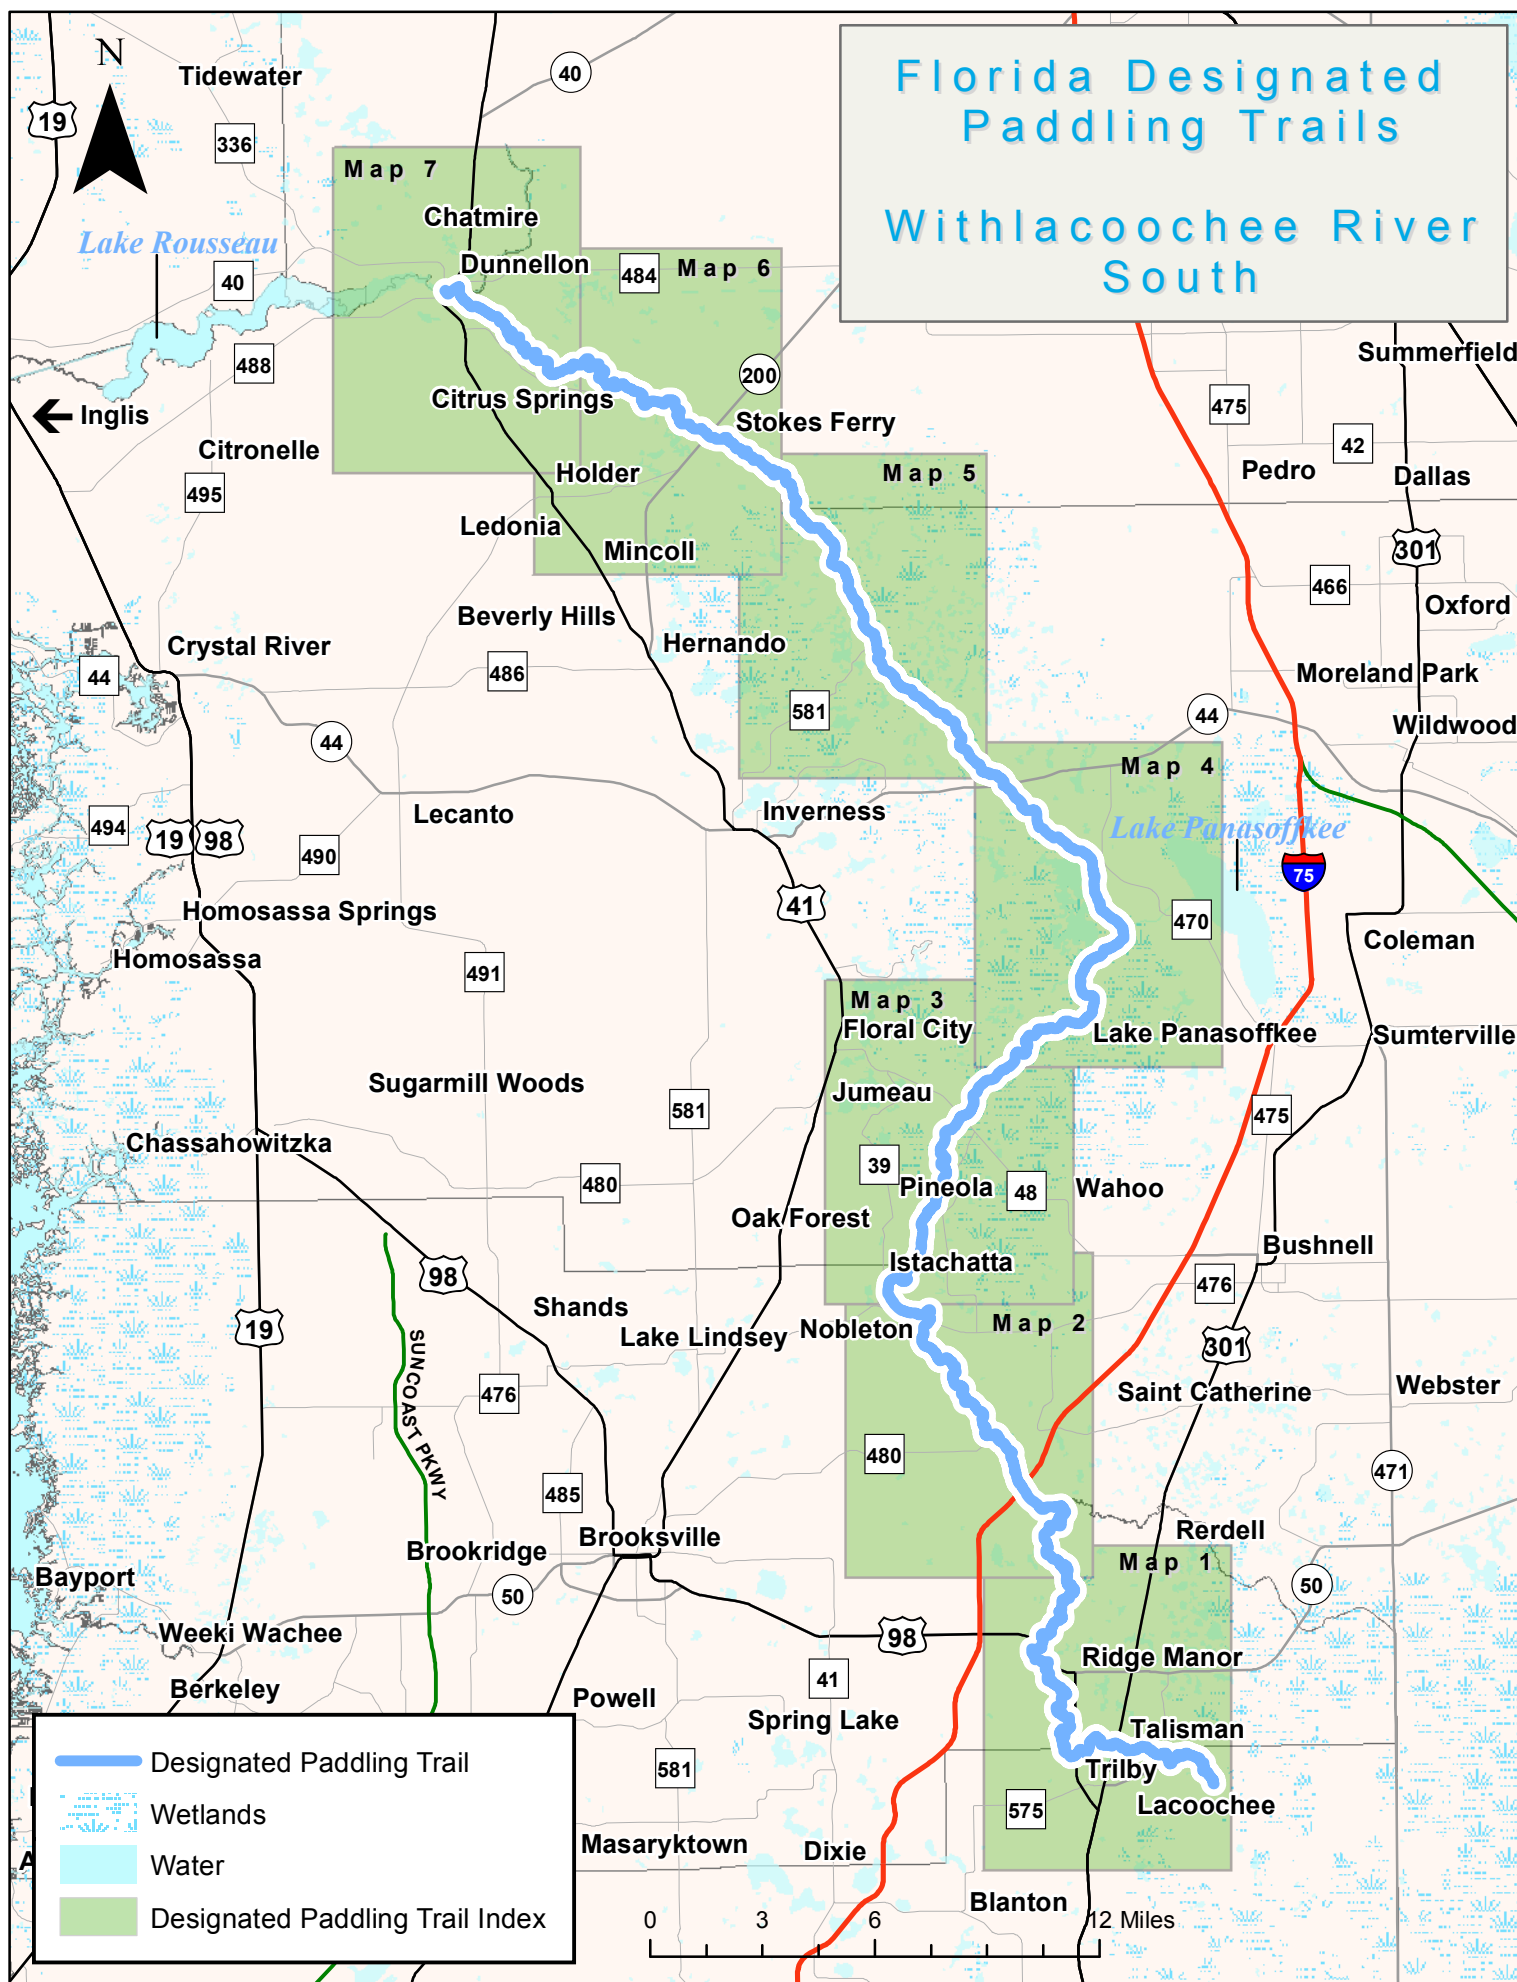 Florida Designated
Paddling Trails
Withlacoochee River
South
N
Tidewater
40
19
336
Map 7
Chatmire
Lake Rousseau
Dunnellon
40
484
Map 6
488
Summerfield
200
Inglis
Citrus Springs
Stokes Ferry
475
42
Citronelle
Holder
Map 5
Pedro
Dallas
495
Ledonia
Mincoll
301
466
Oxford
Beverly Hills
Crystal River
Hernando
44
486
Moreland Park
581
44
Wildwood
44
Map 4
Lecanto
Inverness
Lake Panasoffkee
494
19
98
490
75
41
Homosassa Springs
470
Coleman
Homosassa
491
Map 3
Floral City
Lake Panasoffkee
Sumterville
Sugarmill Woods
Jumeau
581
475
Chassahowitzka
39
480
Pineola
48
Wahoo
Oak Forest
Bushnell
Istachatta
98
476
Shands
19
Lake Lindsey
Nobleton
Map 2
301
SUNCOAST PKWY
476
Saint Catherine
Webster
480
471
485
Brookridge
Brooksville
Rerdell
Map 1
Bayport
50
50
Weeki Wachee
98
Ridge Manor
Berkeley
41
Powell
Spring Lake
Talisman
Designated Paddling Trail
581
Trilby
Lacoochee
575
Wetlands
Masaryktown
Dixie
Water
Blanton
Designated Paddling Trail Index
0
3
6
12 Miles